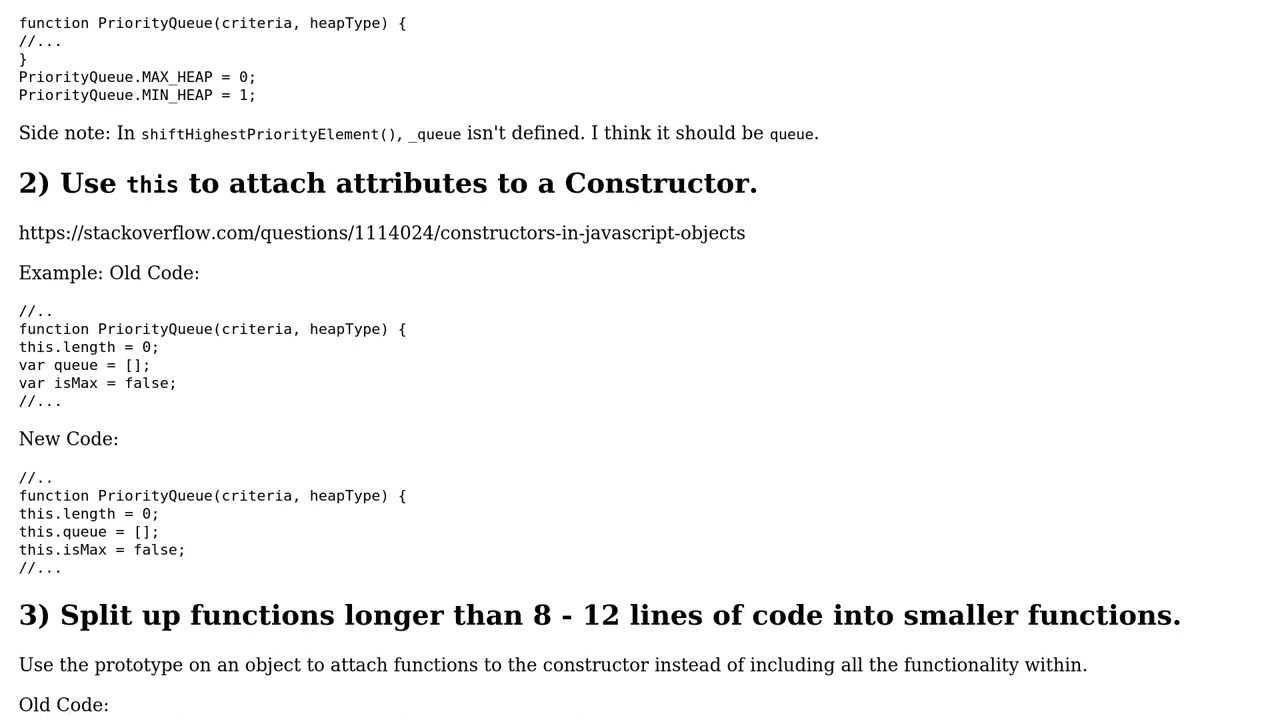 function PriorityQueue(criteria, heapType) {
//...
}
PriorityQueue.MAX_HEAP = 0;
PriorityQueue.MIN_HEAP = 1;
Side note: In shiftHighestPriorityElement(), _queue isn't defined. I think it should be queue.
2) Use this to attach attributes to a Constructor.
https://stackoverflow.com/questions/1114024/constructors-in-javascript-objects
Example: Old Code:
//..
function PriorityQueue(criteria, heapType) {
this.length = 0;
var queue = [];
var isMax = false;
//...
New Code:
//..
function PriorityQueue(criteria, heapType) {
this.length = 0;
this.queue = [];
this.isMax = false;
//...
3) Split up functions longer than 8 - 12 lines of code into smaller functions.
Use the prototype on an object to attach functions to the constructor instead of including all the functionality within.
Old Code: